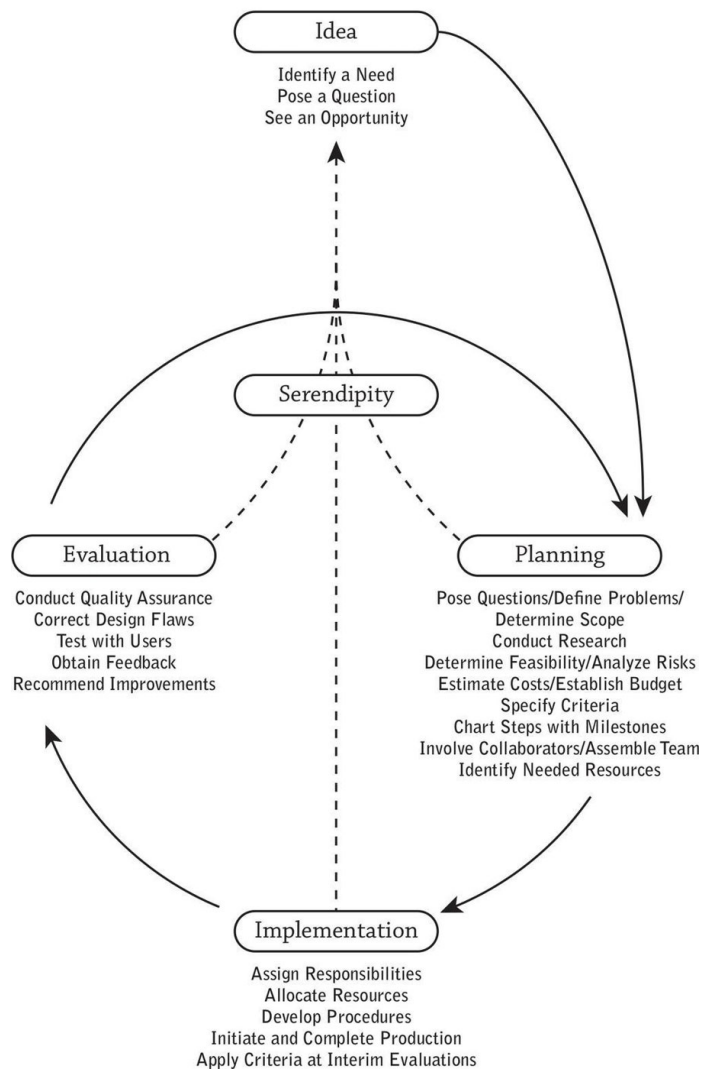 Idea
Identify a Need
Pose a Question
See an Opportunity
Serendipity
Evaluation
Conduct Quality Assurance
Correct Design Flaws
Test with Users
Obtain Feedback
Recommend Improvements
Planning
Pose Questions/Define Problems/
Determine Scope
Conduct Research
Determine Feasibility/Analyze Risks
Estimate Costs/Establish Budget
Specify Criteria
Chart Steps with Milestones
Involve Collaborators/Assemble Team
Identify Needed Resources
Implementation
Assign Responsibilities
Allocate Resources
Develop Procedures
Initiate and Complete Production
Apply Criteria at Interim Evaluations